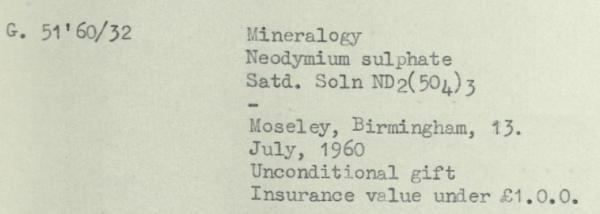 G. 51'60/32 Mineralogy
Neodymium sulphate
Satd. Soln ND2(504)3
-
Moseley, Birmingham, 13.
July, 1960
Unconditional gift
Insurance value under £1.0.0.